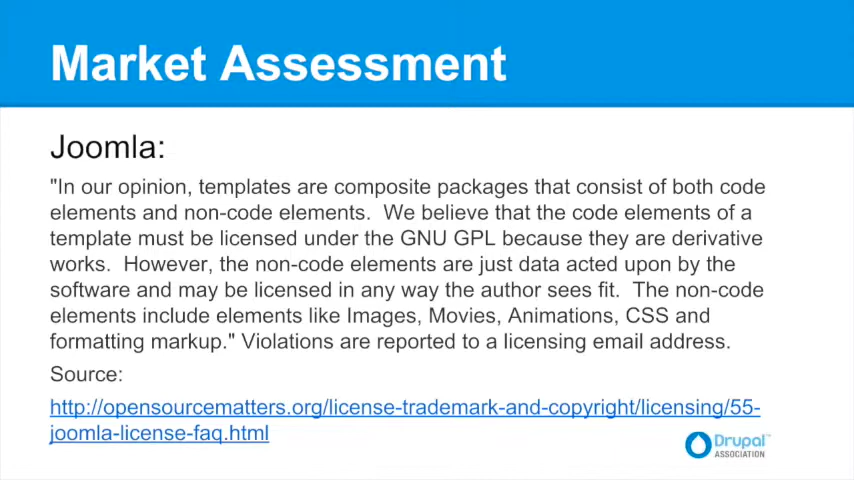 Market Assessment
Joomla:
"In our opinion, templates are composite packages that consist of both code
elements and non-code elements.  We believe that the code elements of a
template must be licensed under the GNU GPL because they are derivative
works.  However, the non-code elements are just data acted upon by the
software and may be licensed in any way the author sees fit.  The non-code
elements include elements like Images, Movies, Animations, CSS and
formatting markup." Violations are reported to a licensing email address.
Source:
http://opensourcematters.org/license-trademark-and-copyright/licensing/55-
joomla-license-faq.html
Drupal™
ASSOCIATION